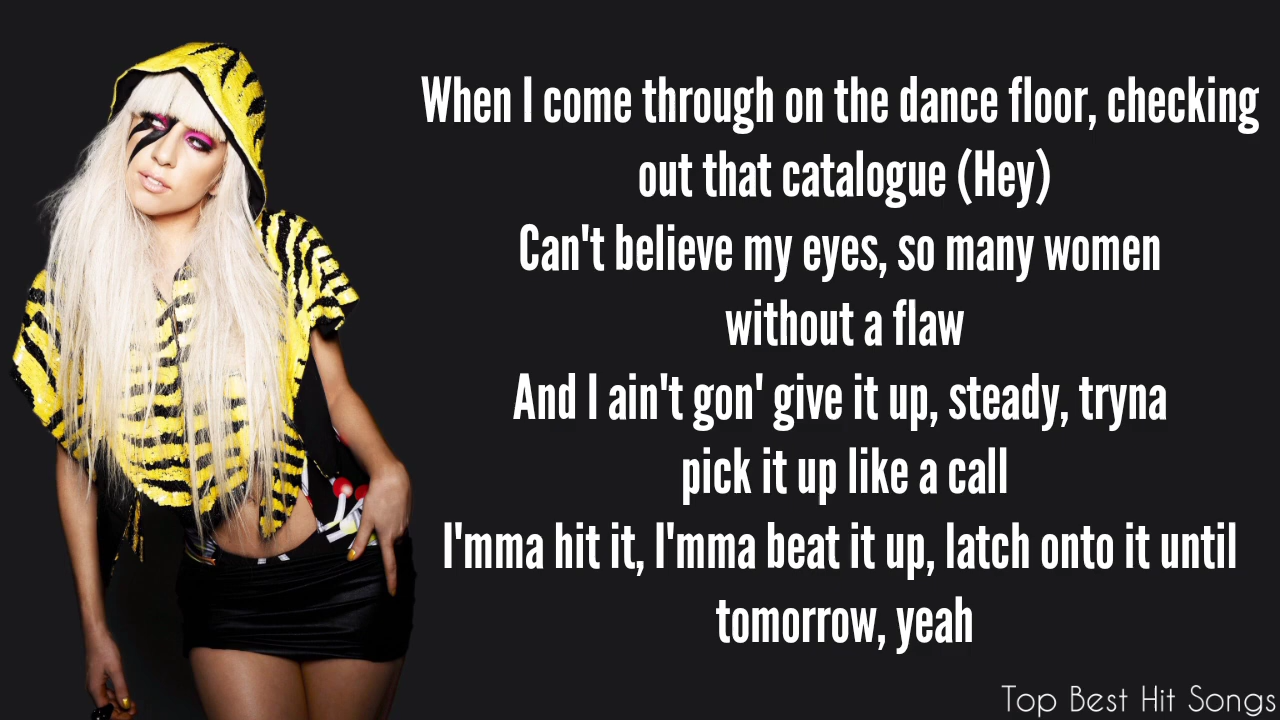 When I come through on the dance floor, checking
out that catalogue (Hey)
Can't believe my eyes, so many women
without a flaw
And I ain't gon' give it up, steady, tryna
pick it up like a call
I'mma hit it, I'mma beat it up, latch onto it until
tomorrow, yeah
Top Best Hit Songs